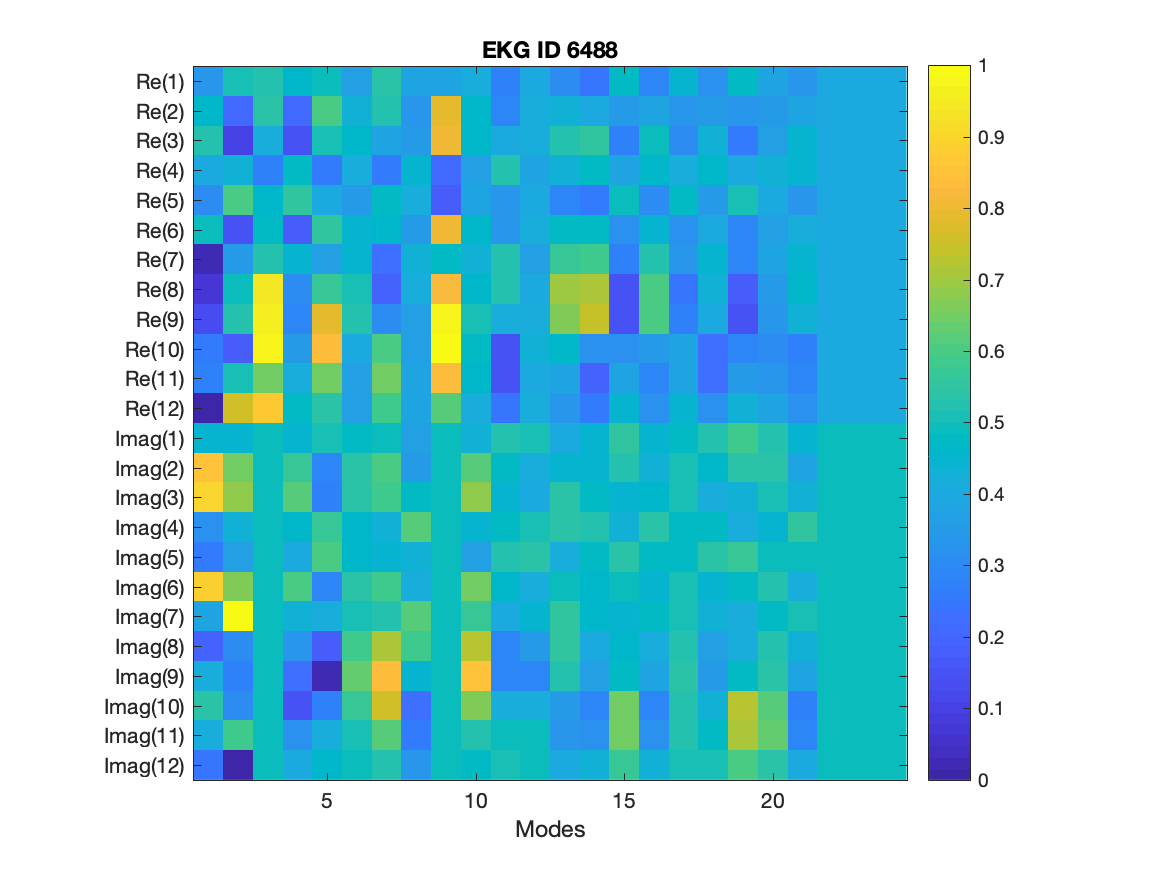 EKG ID 6488
Re(1)
Re(2)
Re(3)
Re(4)
Re(5)
Re(6)
Re(7)
Re(8)
Re(9)
Re(10)
Re(11)
Re(12)
Imag(1)
Imag(2)
Imag(3)
Imag(4)
Imag(5)
Imag(6)
Imag(7)
Imag(8)
Imag(9)
Imag(10)
Imag(11)
Imag(12)
5 10 15 20
Modes
1
0.9
0.8
0.7
0.6
0.5
0.4
0.3
0.2
0.1
0